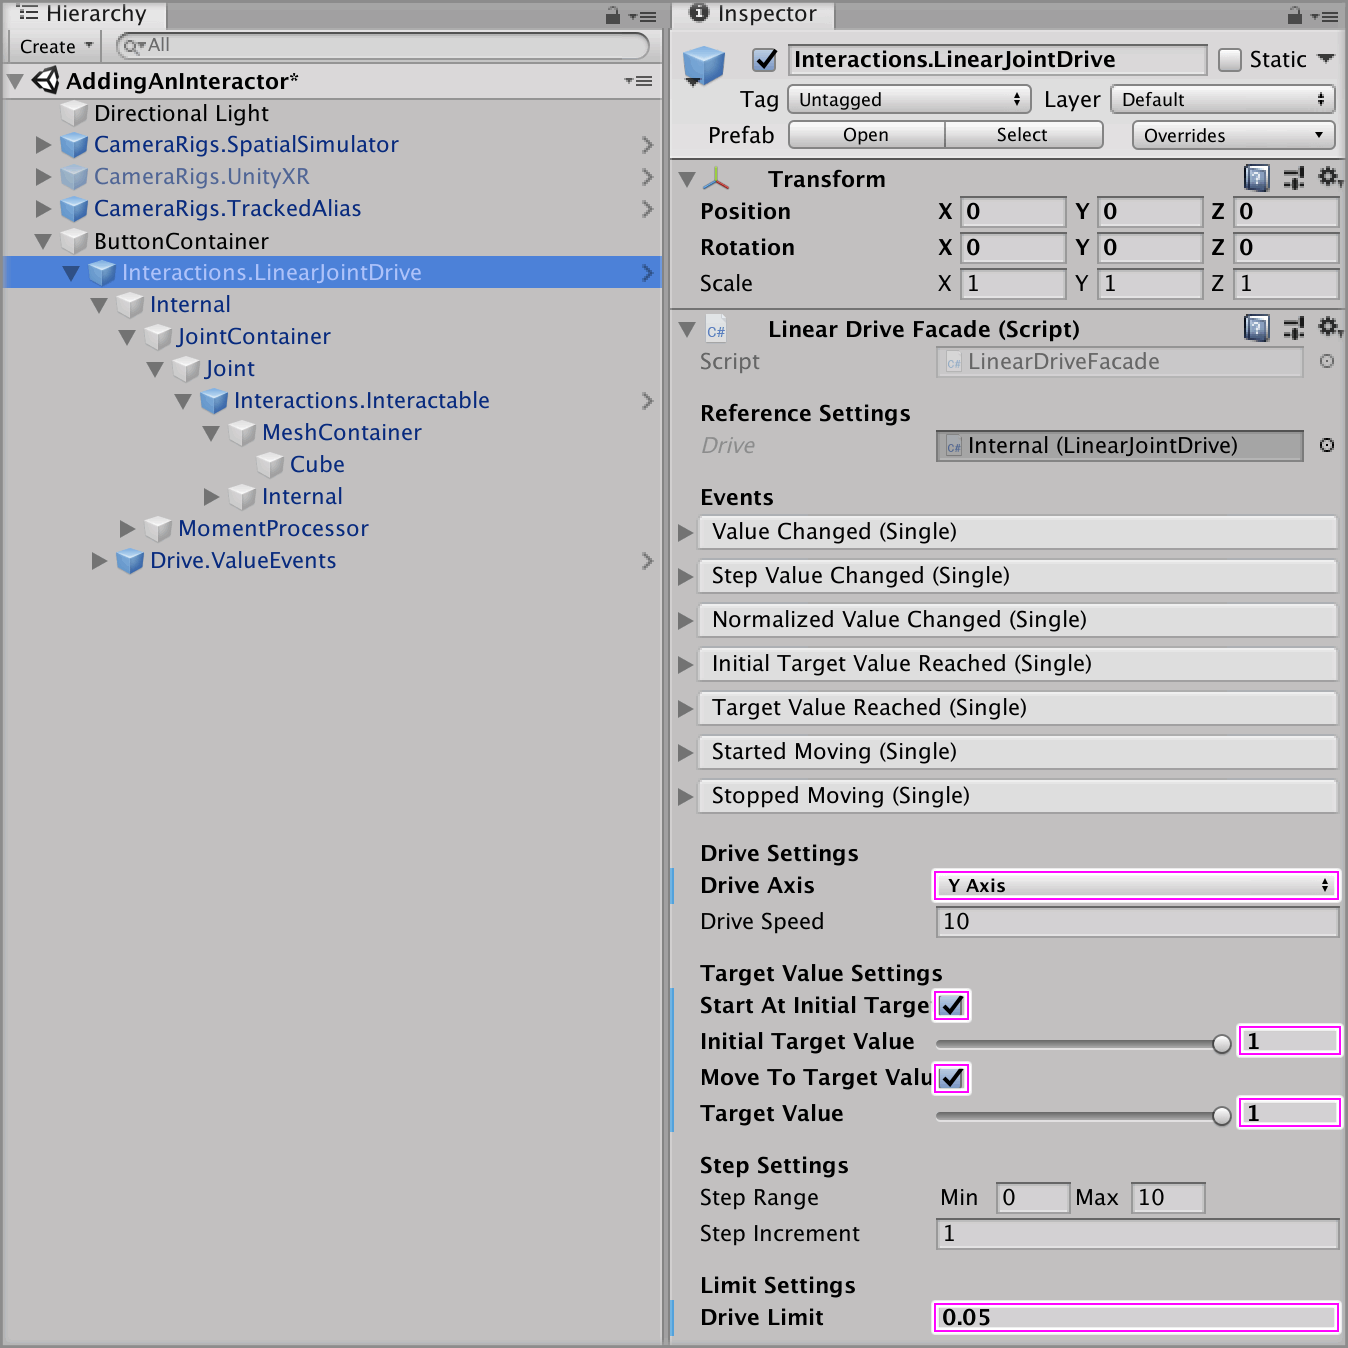 Hierarchy
Create
All
AddingAnInteractor*
Directional Light
CameraRigs.SpatialSimulator
CameraRigs.UnityXR
CameraRigs.TrackedAlias
ButtonContainer
Interactions.LinearJointDrive
Internal
JointContainer
Joint
Interactions.Interactable
MeshContainer
Cube
Internal
MomentProcessor
Drive.ValueEvents
Inspector
Interactions.LinearJointDrive Static
Tag Untagged Layer Default
Prefab Open Select Overrides
Transform
Position X 0 Y 0 Z 0
Rotation X 0 Y 0 Z 0
Scale X 1 Y 1 Z 1
C# Linear Drive Facade (Script)
Script C# LinearDriveFacade
Reference Settings
Drive C# Internal (LinearJointDrive)
Events
Value Changed (Single)
Step Value Changed (Single)
Normalized Value Changed (Single)
Initial Target Value Reached (Single)
Target Value Reached (Single)
Started Moving (Single)
Stopped Moving (Single)
Drive Settings
Drive Axis Y Axis
Drive Speed 10
Target Value Settings
Start At Initial Targe
Initial Target Value 1
Move To Target Valu
Target Value 1
Step Settings
Step Range Min 0 Max 10
Step Increment 1
Limit Settings
Drive Limit 0.05